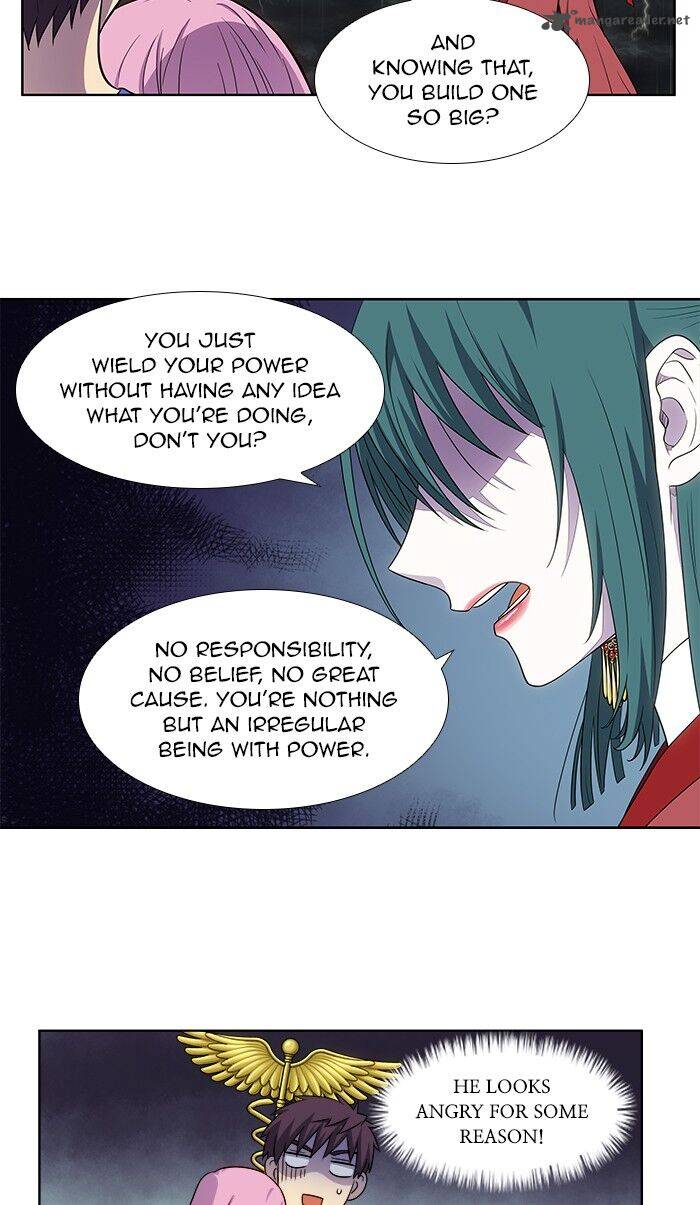 mangareader.net
AND
KNOWING THAT,
YOU BUILD ONE
SO BIG?
YOU JUST
WIELD YOUR POWER
WITHOUT HAVING ANY IDEA
WHAT YOU'RE DOING,
DON'T YOU?
NO RESPONSIBILITY,
NO BELIEF, NO GREAT
CAUSE. YOU'RE NOTHING
BUT AN IRREGULAR
BEING WITH POWER.
HE LOOKS
ANGRY FOR SOME
REASON!